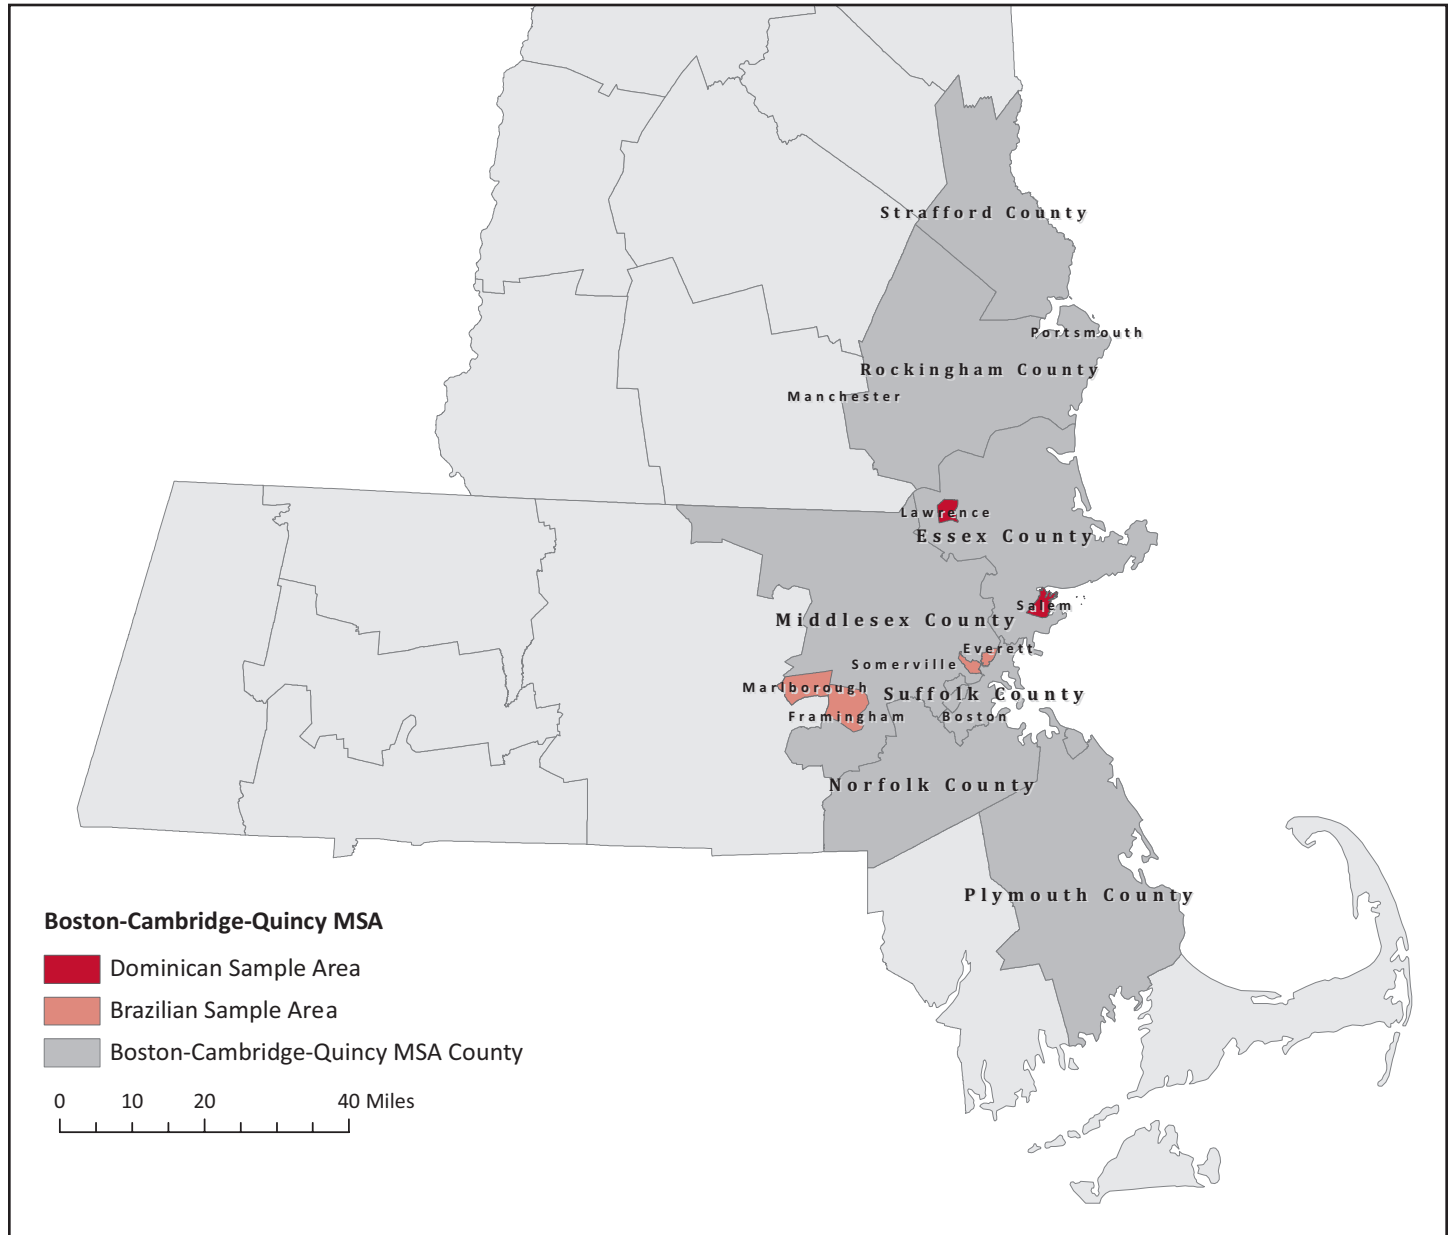 Strafford County
Portsmouth
Rockingham County
Manchester
Lawrence
Essex County
Salem
Middlesex County
Everett
Somerville
Marlborough
Suffolk County
Framingham
Boston
Norfolk County
Plymouth County
Boston-Cambridge-Quincy MSA
Dominican Sample Area
Brazilian Sample Area
Boston-Cambridge-Quincy MSA County
0 10 20 40 Miles